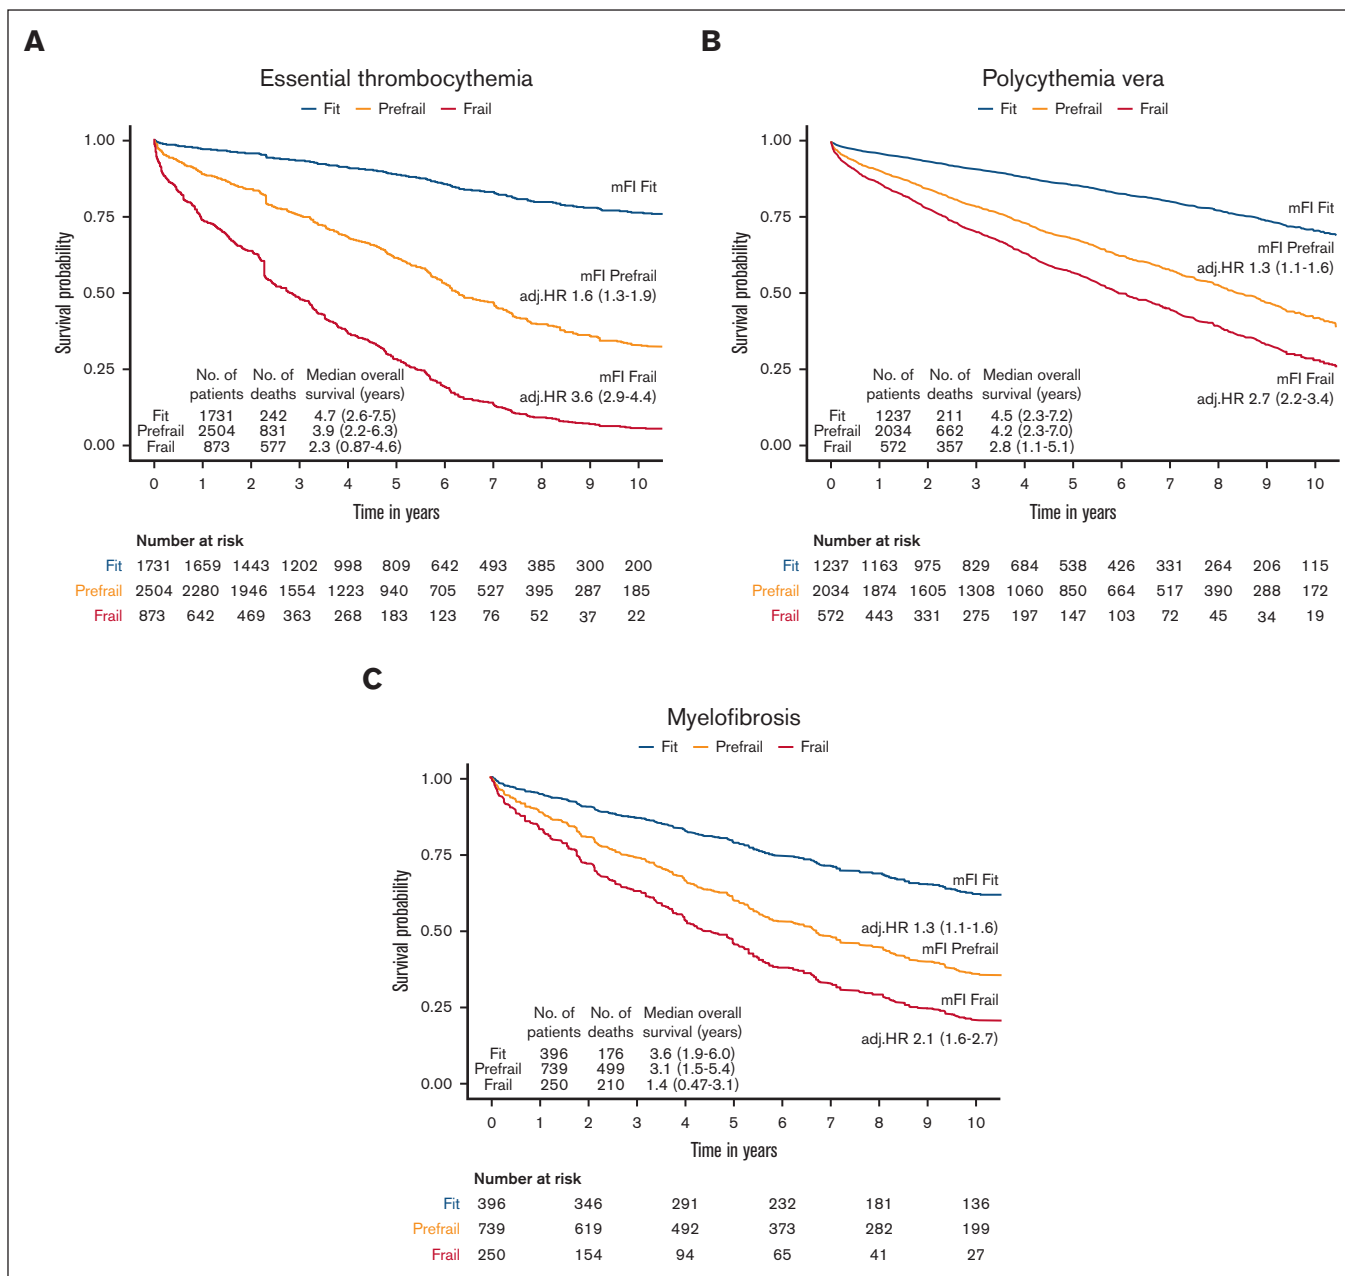 A
Essential thrombocythemia
Fit Prefrail Frail
1.00
0.75
0.50
0.25
0.00
Survival probability
mFI Fit
mFI Prefrail
adj.HR 1.6 (1.3-1.9)
mFI Frail
adj.HR 3.6 (2.9-4.4)
No. of No. of Median overall
patients deaths survival (years)
Fit 1731 242 4.7 (2.6-7.5)
Prefrail 2504 831 3.9 (2.2-6.3)
Frail 873 577 2.3 (0.87-4.6)
0 1 2 3 4 5 6 7 8 9 10
Time in years
Number at risk
Fit 1731 1659 1443 1202 998 809 642 493 385 300 200
Prefrail 2504 2280 1946 1554 1223 940 705 527 395 287 185
Frail 873 642 469 363 268 183 123 76 52 37 22
B
Polycythemia vera
Fit Prefrail Frail
1.00
0.75
0.50
0.25
0.00
Survival probability
mFI Fit
mFI Prefrail
adj.HR 1.3 (1.1-1.6)
mFI Frail
adj.HR 2.7 (2.2-3.4)
No. of No. of Median overall
patients deaths survival (years)
Fit 1237 211 4.5 (2.3-7.2)
Prefrail 2034 662 4.2 (2.3-7.0)
Frail 572 357 2.8 (1.1-5.1)
0 1 2 3 4 5 6 7 8 9 10
Time in years
Number at risk
Fit 1237 1163 975 829 684 538 426 331 264 206 115
Prefrail 2034 1874 1605 1308 1060 850 664 517 390 288 172
Frail 572 443 331 275 197 147 103 72 45 34 19
C
Myelofibrosis
Fit Prefrail Frail
1.00
0.75
0.50
0.25
0.00
Survival probability
mFI Fit
adj.HR 1.3 (1.1-1.6)
mFI Prefrail
mFI Frail
adj.HR 2.1 (1.6-2.7)
No. of No. of Median overall
patients deaths survival (years)
Fit 396 176 3.6 (1.9-6.0)
Prefrail 739 499 3.1 (1.5-5.4)
Frail 250 210 1.4 (0.47-3.1)
0 1 2 3 4 5 6 7 8 9 10
Time in years
Number at risk
Fit 396 346 291 232 181 136
Prefrail 739 619 492 373 282 199
Frail 250 154 94 65 41 27